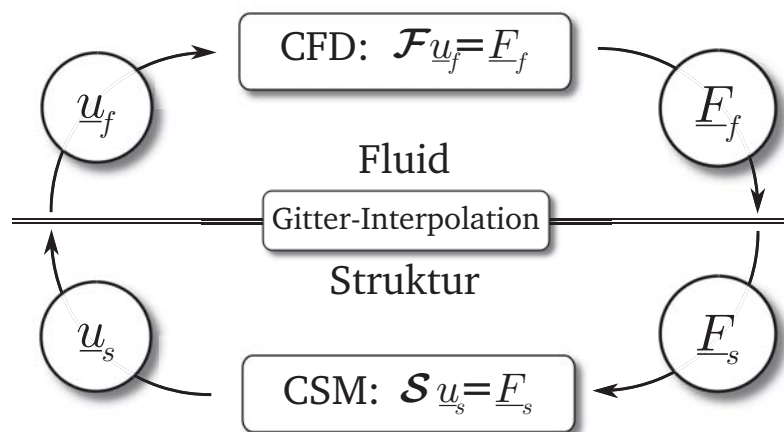 CFD: 𝓕u_f=F_f
u_f
F_f
Fluid
Gitter-Interpolation
Struktur
u_s
F_s
CSM: 𝓢u_s=F_s